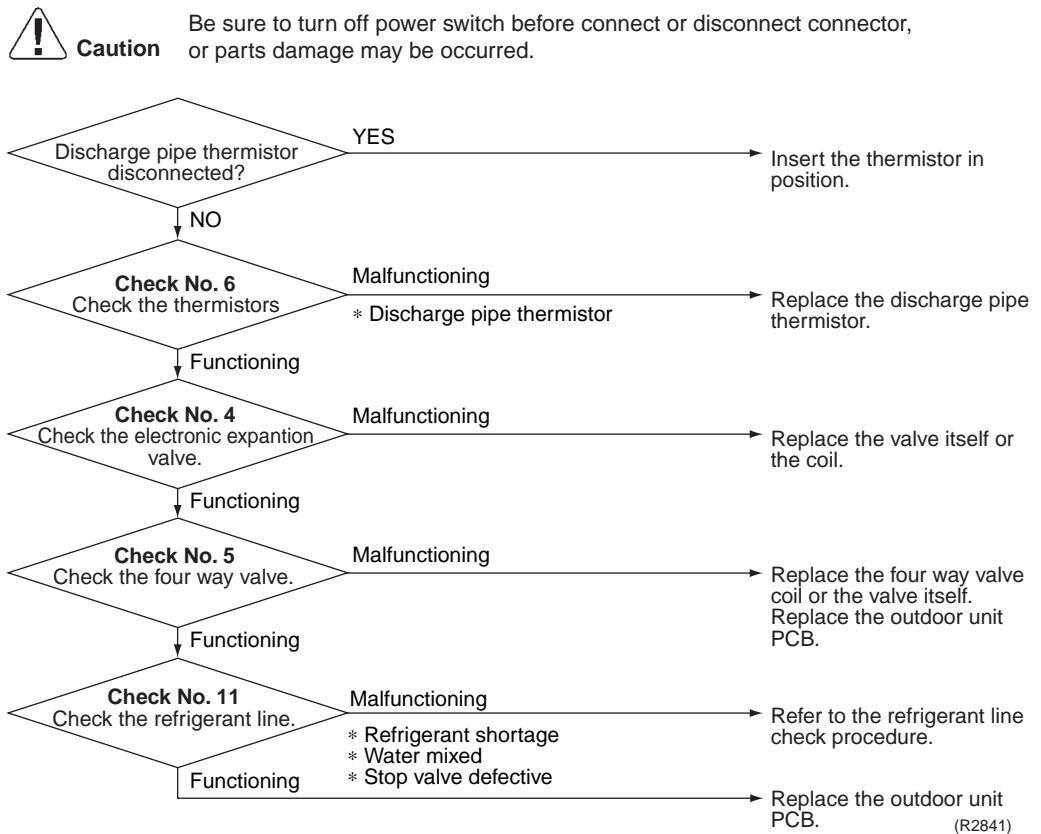 Be sure to turn off power switch before connect or disconnect connector,
Caution or parts damage may be occurred.
Discharge pipe thermistor
disconnected?
YES
Insert the thermistor in
position.
NO
Check No. 6
Check the thermistors
Malfunctioning
* Discharge pipe thermistor
Replace the discharge pipe
thermistor.
Functioning
Check No. 4
Check the electronic expantion
valve.
Malfunctioning
Replace the valve itself or
the coil.
Functioning
Check No. 5
Check the four way valve.
Malfunctioning
Replace the four way valve
coil or the valve itself.
Replace the outdoor unit
PCB.
Functioning
Check No. 11
Check the refrigerant line.
Malfunctioning
* Refrigerant shortage
* Water mixed
* Stop valve defective
Refer to the refrigerant line
check procedure.
Functioning
Replace the outdoor unit
PCB.
(R2841)